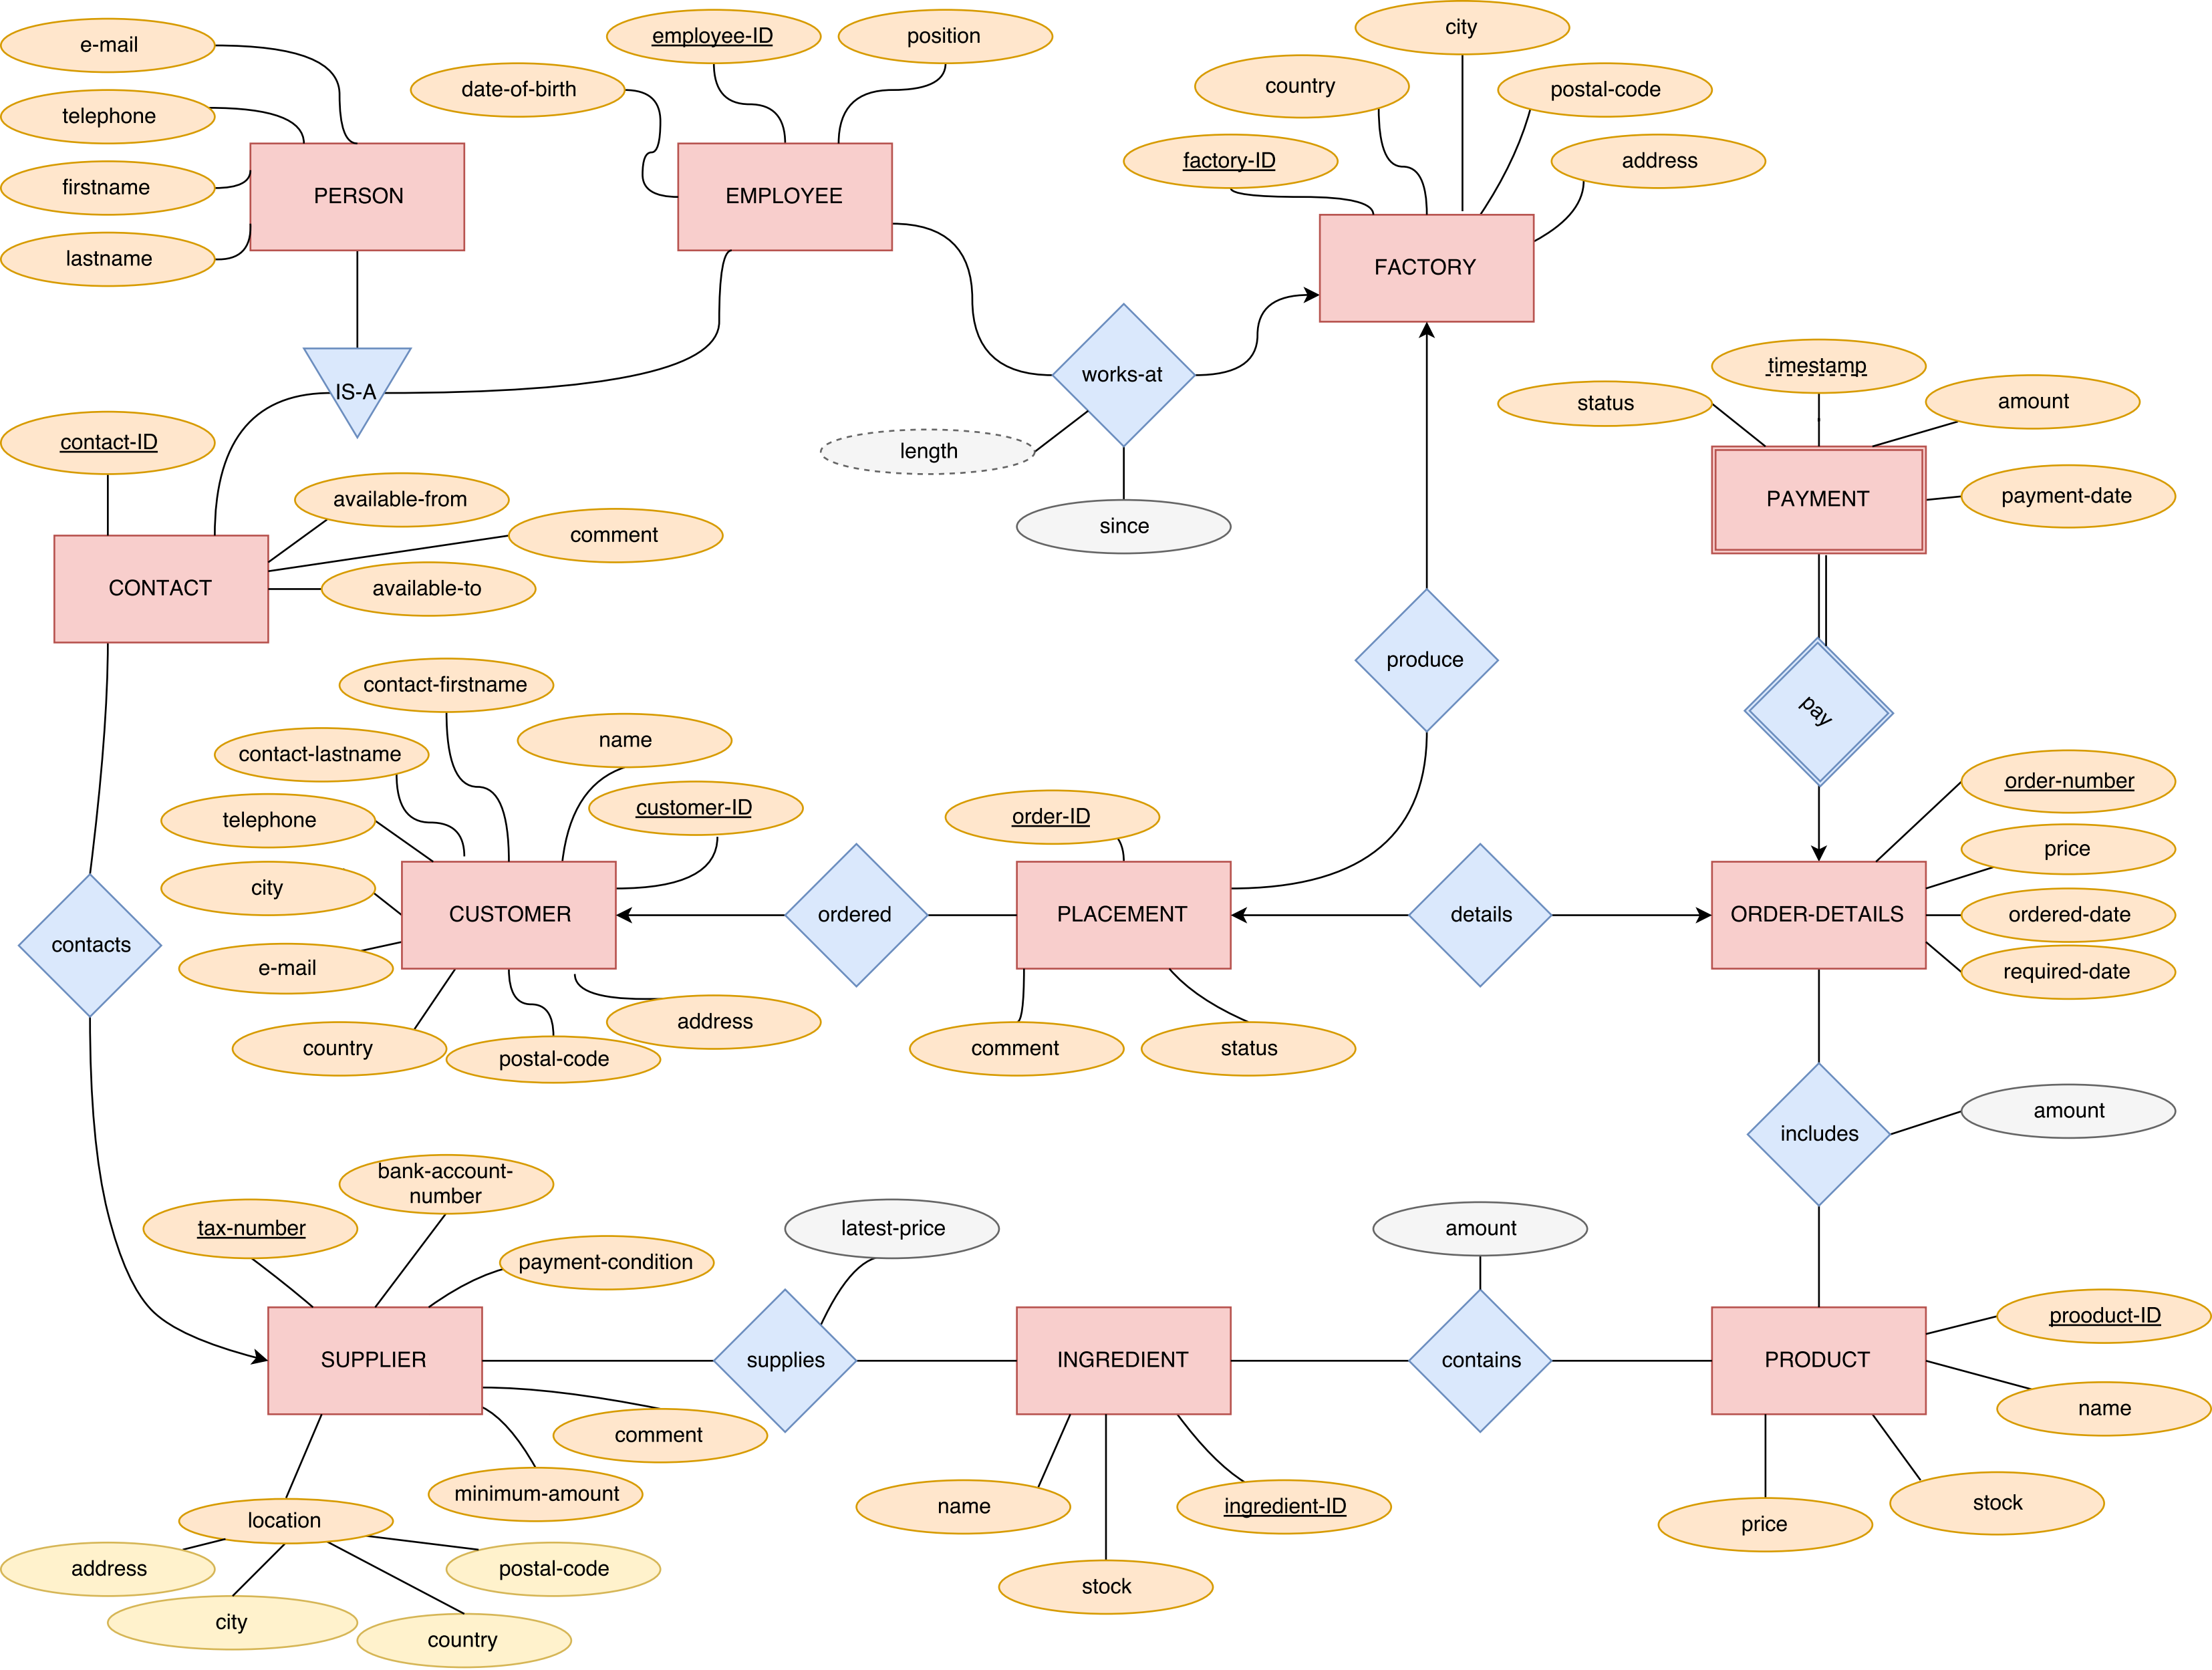 e-mail
telephone
firstname
lastname
PERSON
date-of-birth
employee-ID
position
EMPLOYEE
city
country
postal-code
factory-ID
address
FACTORY
IS-A
works-at
length
since
timestamp
status
amount
PAYMENT
payment-date
contact-ID
available-from
comment
CONTACT
available-to
produce
pay
contact-firstname
name
contact-lastname
customer-ID
telephone
city
CUSTOMER
e-mail
country
postal-code
address
contacts
ordered
order-ID
PLACEMENT
comment
status
details
order-number
price
ORDER-DETAILS
ordered-date
required-date
includes
amount
bank-account-
number
tax-number
payment-condition
SUPPLIER
comment
minimum-amount
location
address
postal-code
city
country
latest-price
supplies
INGREDIENT
name
ingredient-ID
stock
amount
contains
PRODUCT
prooduct-ID
name
price
stock